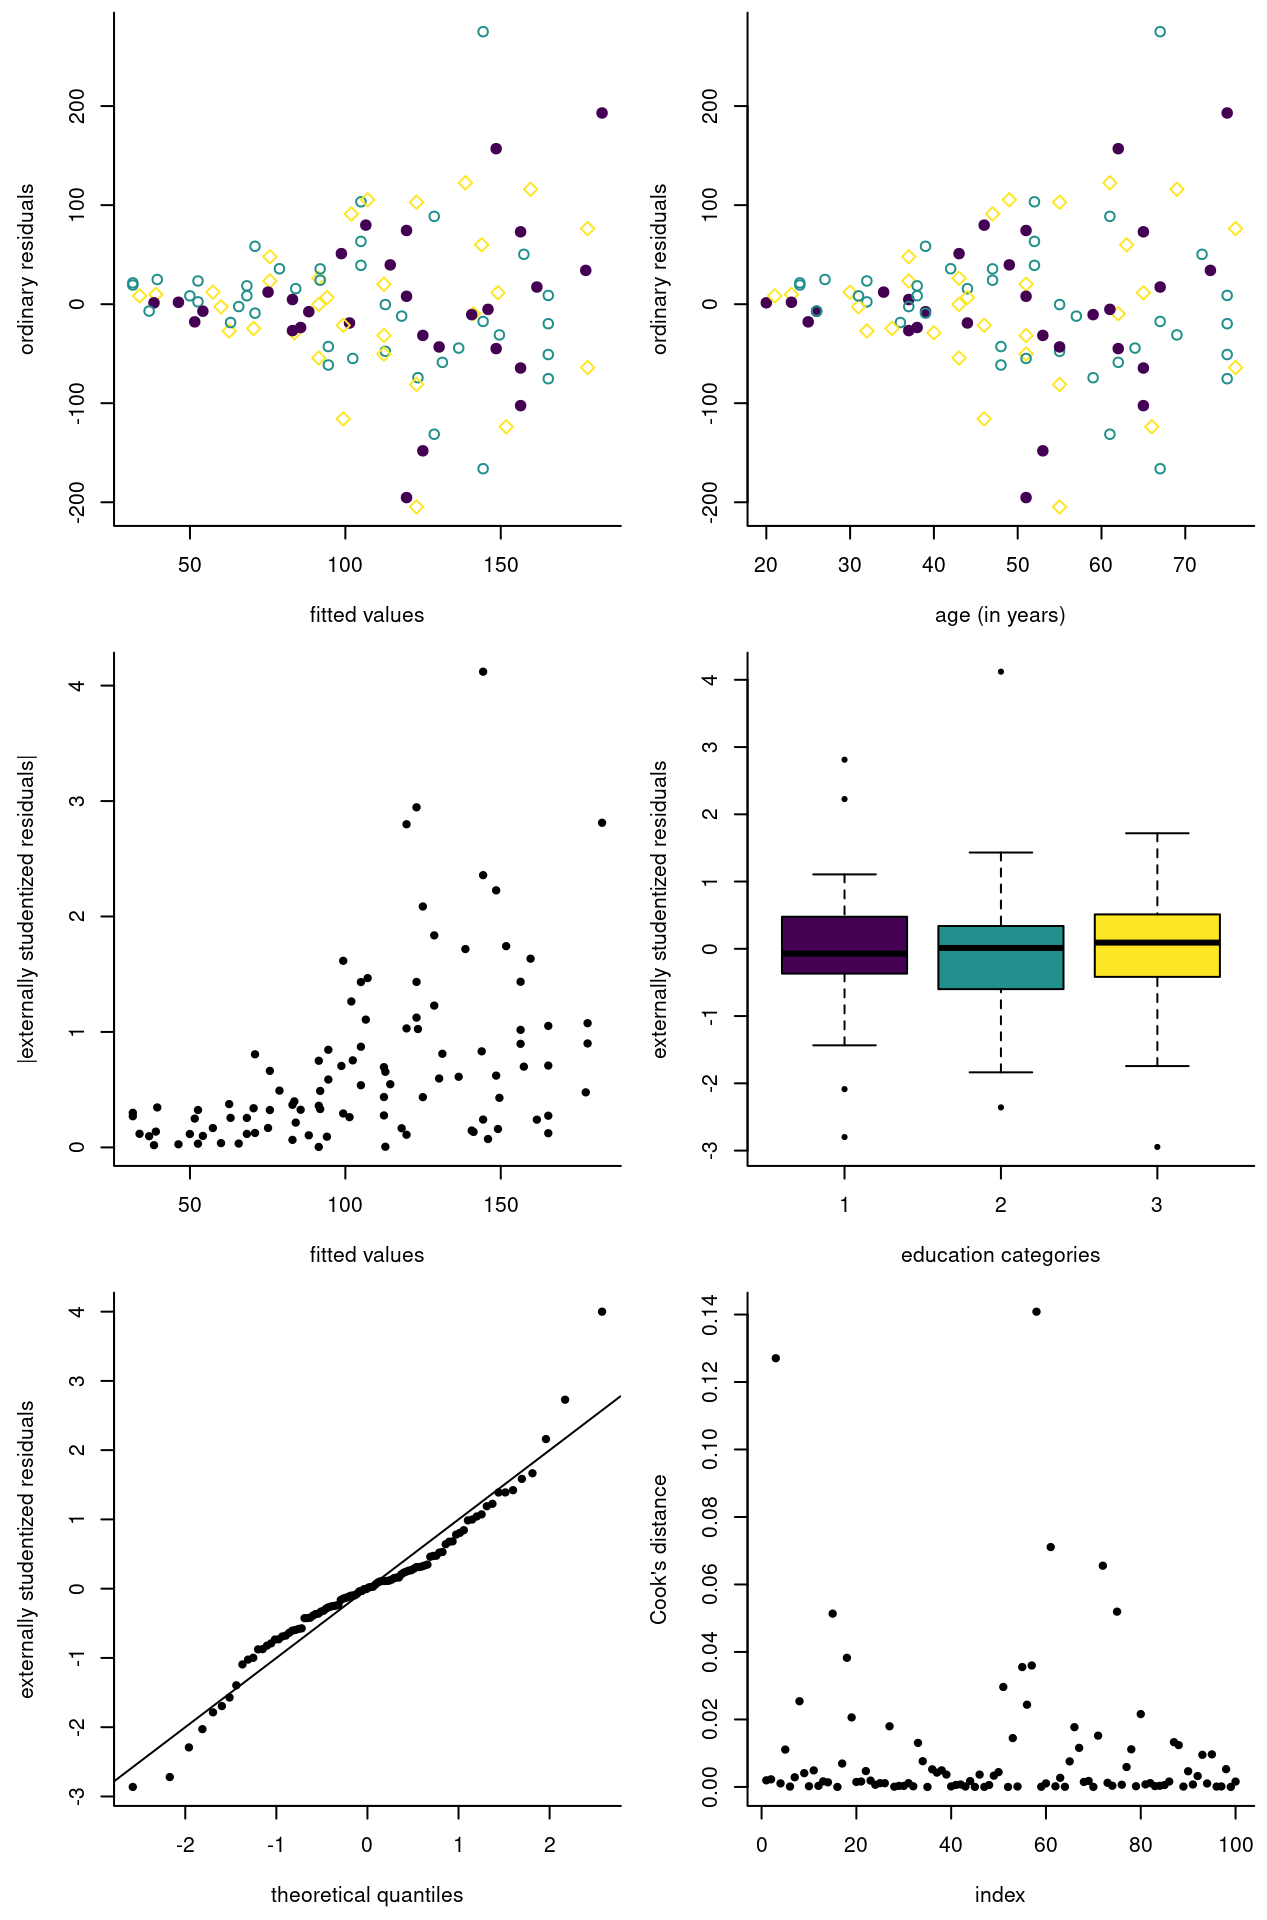 ordinary residuals
200
100
0
-100
-200
50 100 150
fitted values
ordinary residuals
200
100
0
-100
-200
20 30 40 50 60 70
age (in years)
|externally studentized residuals|
4
3
2
1
0
50 100 150
fitted values
externally studentized residuals
4
3
2
1
0
-1
-2
-3
1 2 3
education categories
externally studentized residuals
4
3
2
1
0
-1
-2
-3
-2 -1 0 1 2
theoretical quantiles
Cook's distance
0.14
0.12
0.10
0.08
0.06
0.04
0.02
0.00
0 20 40 60 80 100
index